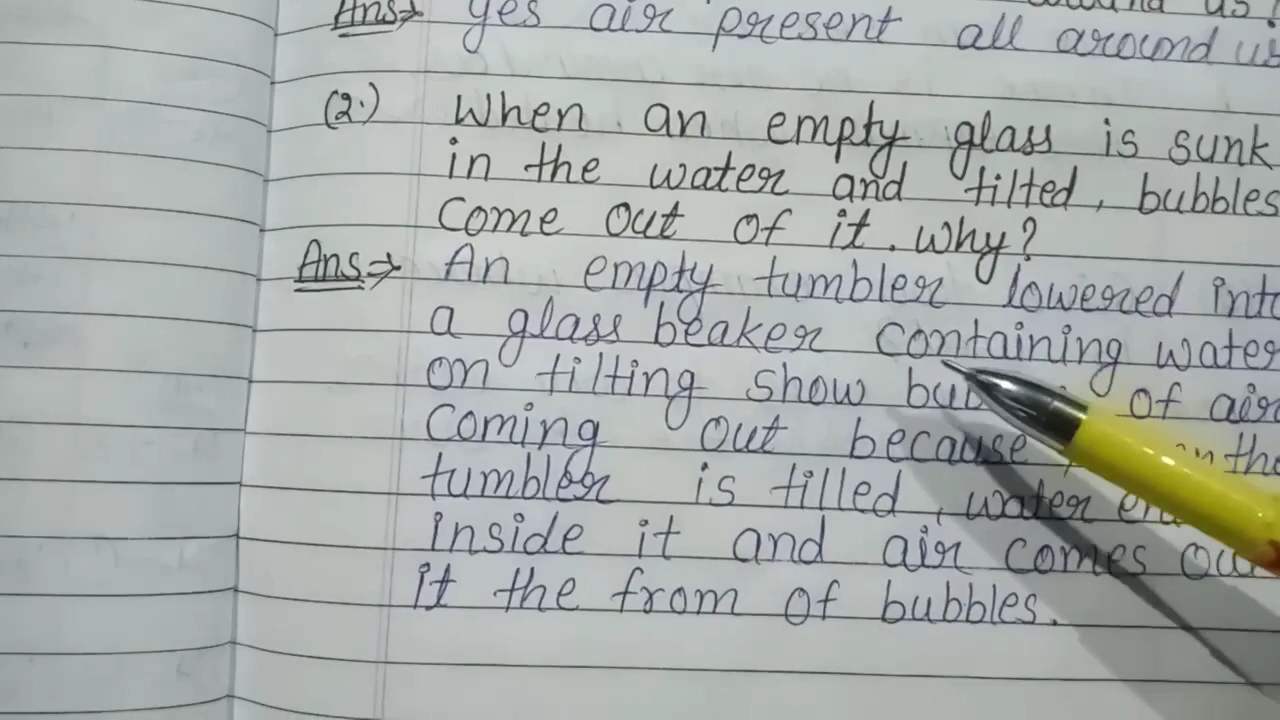 Ans⇒ yes air present all around us
(2.) When an empty glass is sunk
in the water and tilted, bubbles
Come out of it. Why?
Ans⇒ An empty tumbler lowered into
a glass beaker containing water
on tilting show of air
Coming out because the
tumbler is tilled, water
inside it and air comes
it the from of bubbles.